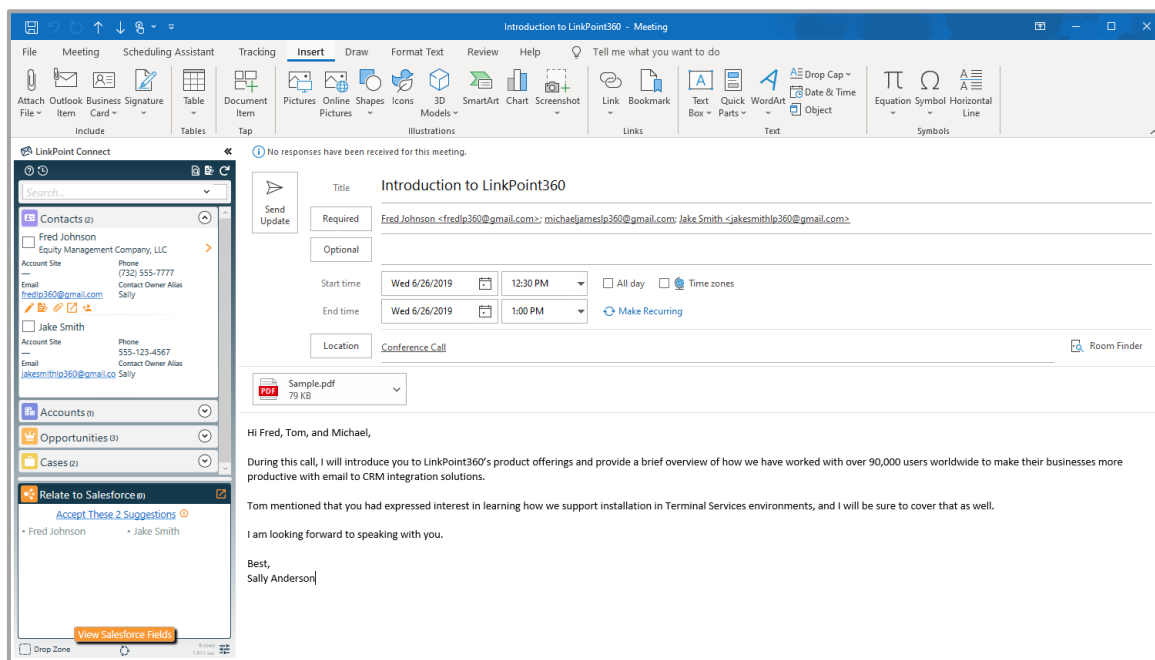 Introduction to LinkPoint360 - Meeting
File Meeting Scheduling Assistant Tracking Insert Draw Format Text Review Help Tell me what you want to do
Attach File Outlook Item Business Card Signature
Table
Document Item
Pictures Online Pictures Shapes Icons 3D Models SmartArt Chart Screenshot
Link Bookmark
Text Box Quick Parts WordArt
Drop Cap
Date & Time
Object
Equation Symbol Horizontal Line
Include Tables Tap Illustrations Links Text Symbols
LinkPoint Connect
Search...
Contacts (2)
Fred Johnson
Equity Management Company, LLC
Account Site Phone
— (732) 555-7777
Email Contact Owner Alias
fredlp360@gmail.com Sally
Jake Smith
Account Site Phone
— 555-123-4567
Email Contact Owner Alias
jakesmithlp360@gmail.co Sally
Accounts (1)
Opportunities (3)
Cases (2)
Relate to Salesforce (0)
Accept These 2 Suggestions
• Fred Johnson • Jake Smith
View Salesforce Fields
Drop Zone
8 rows
1.811 sec
No responses have been received for this meeting.
Send Update
Title Introduction to LinkPoint360
Required Fred Johnson <fredlp360@gmail.com>; michaeljameslp360@gmail.com; Jake Smith <jakesmithlp360@gmail.com>
Optional
Start time Wed 6/26/2019 12:30 PM All day Time zones
End time Wed 6/26/2019 1:00 PM Make Recurring
Location Conference Call Room Finder
PDF
Sample.pdf
79 KB
Hi Fred, Tom, and Michael,
During this call, I will introduce you to LinkPoint360's product offerings and provide a brief overview of how we have worked with over 90,000 users worldwide to make their businesses more
productive with email to CRM integration solutions.
Tom mentioned that you had expressed interest in learning how we support installation in Terminal Services environments, and I will be sure to cover that as well.
I am looking forward to speaking with you.
Best,
Sally Anderson